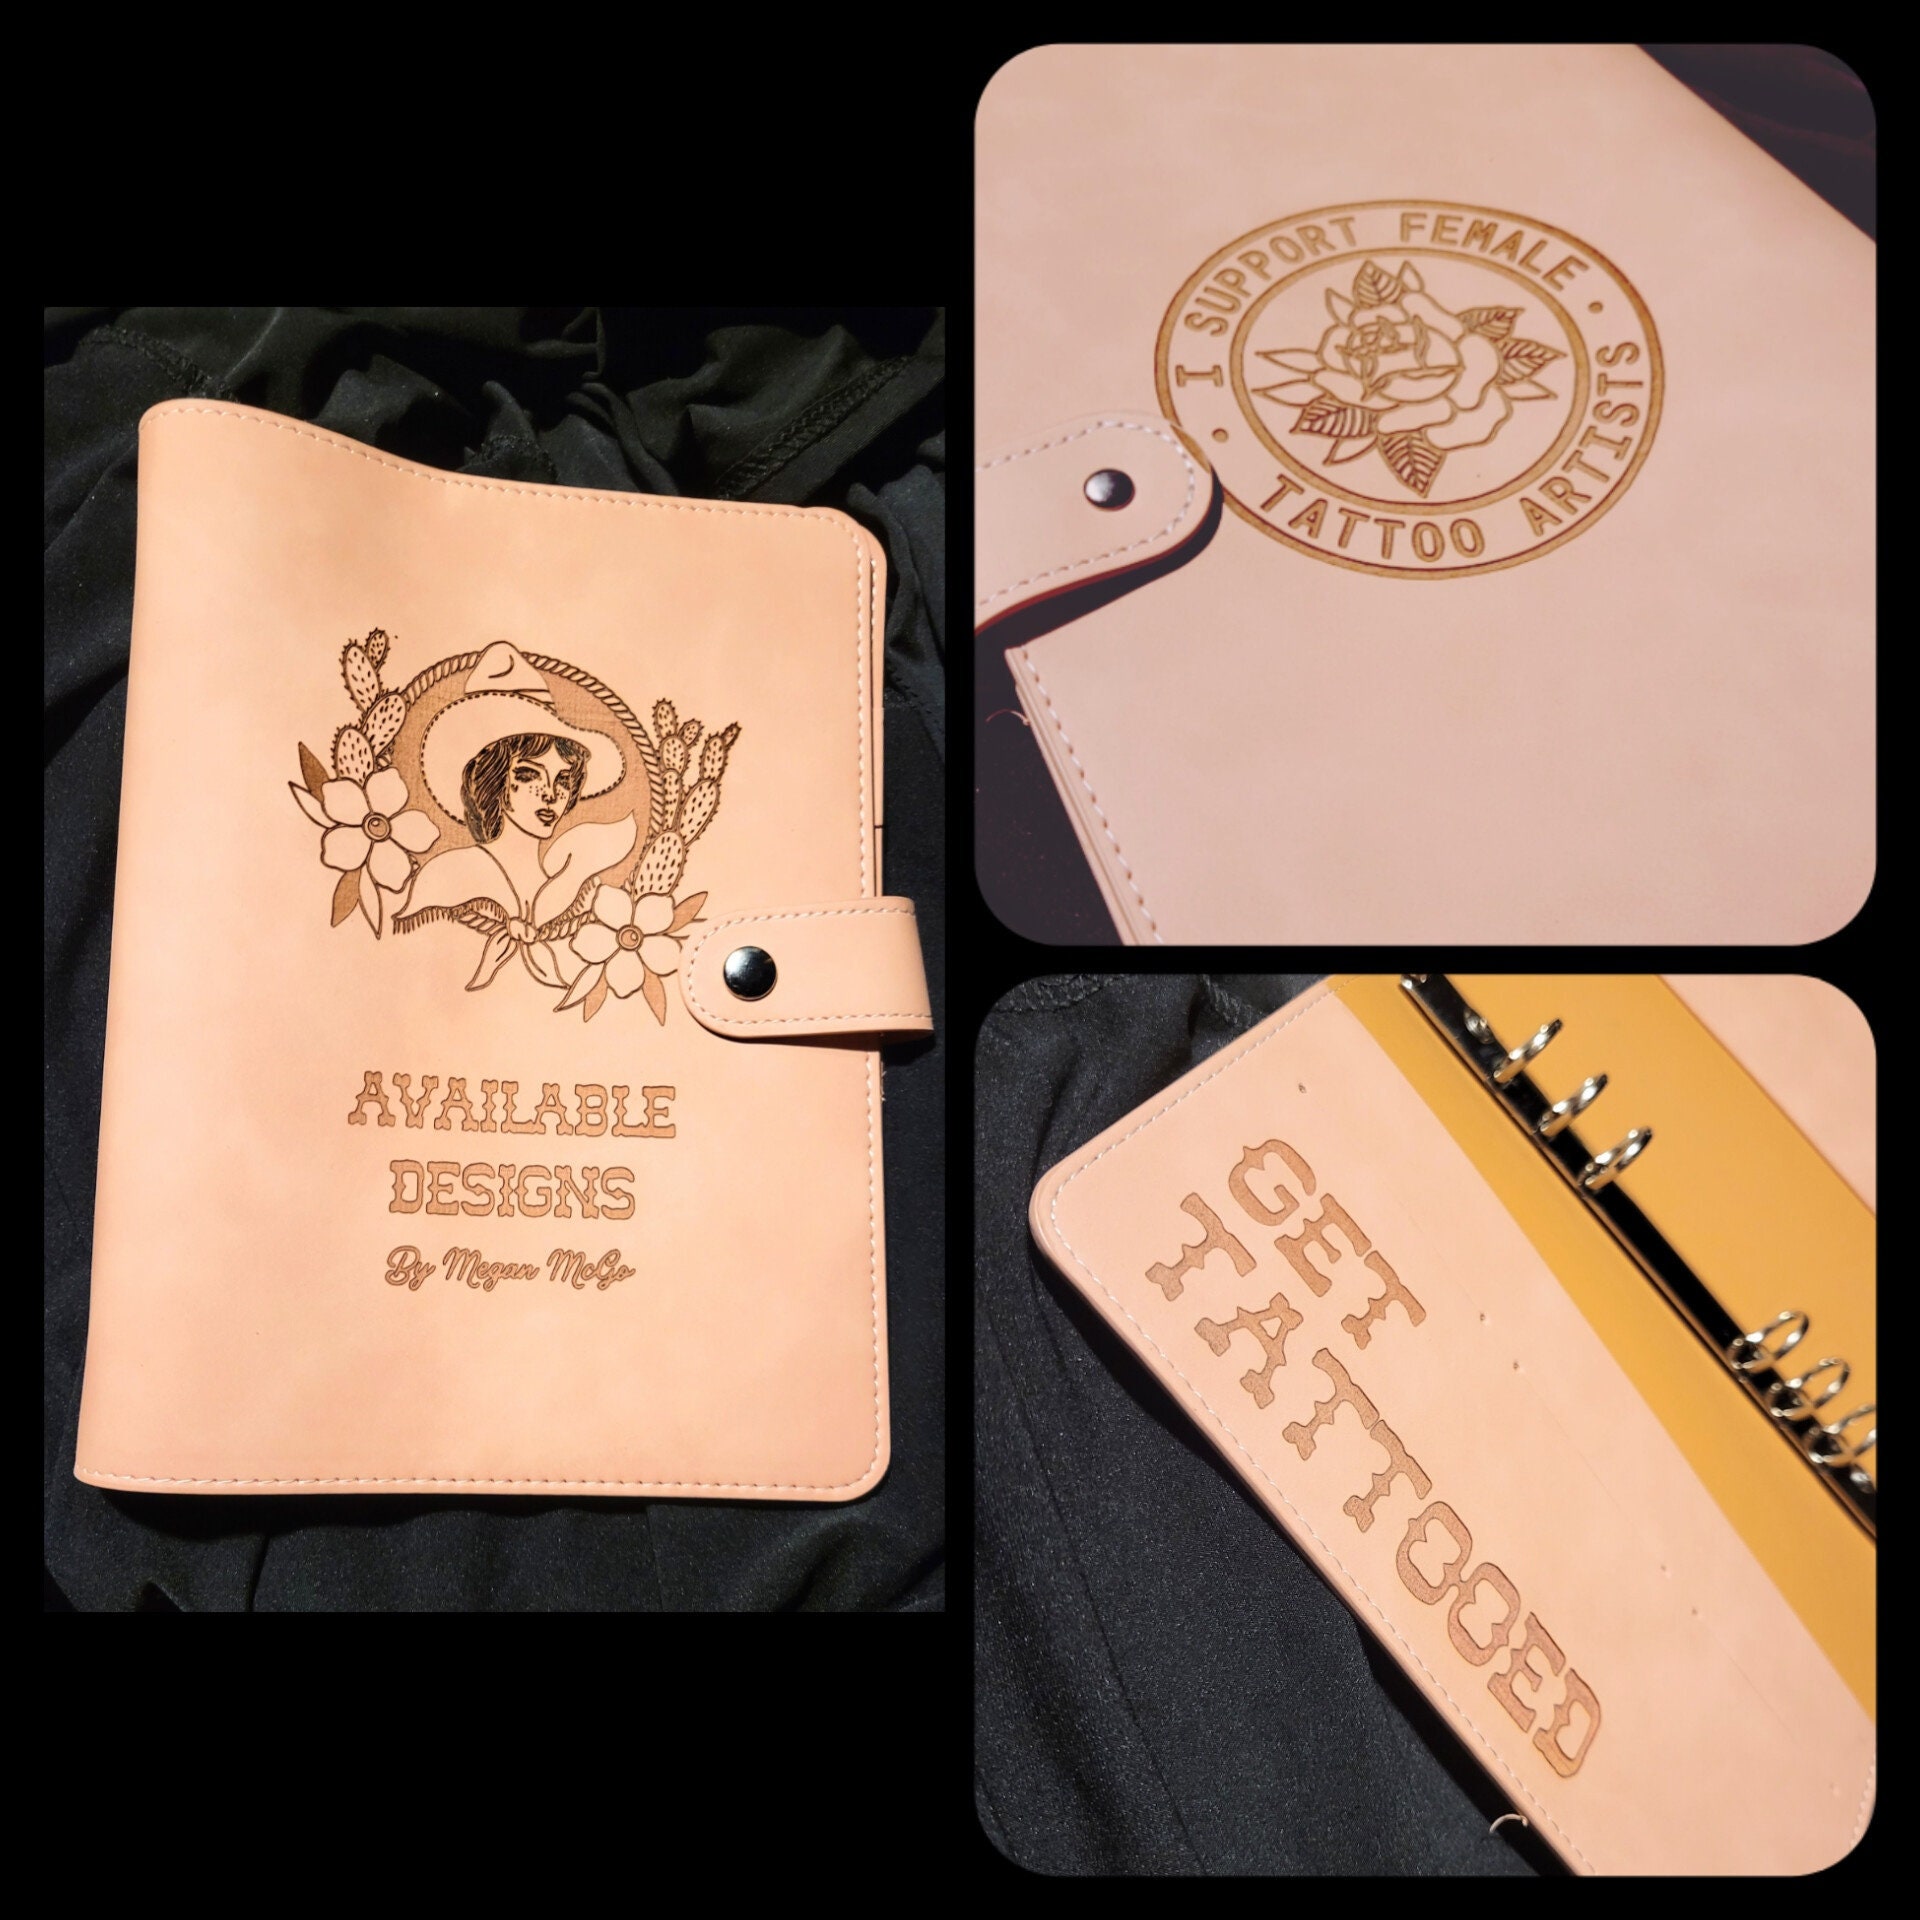 AVAILABLE
DESIGNS
By Megan McGo
I SUPPORT FEMALE
TATTOO ARTISTS
GET
TATTOOED